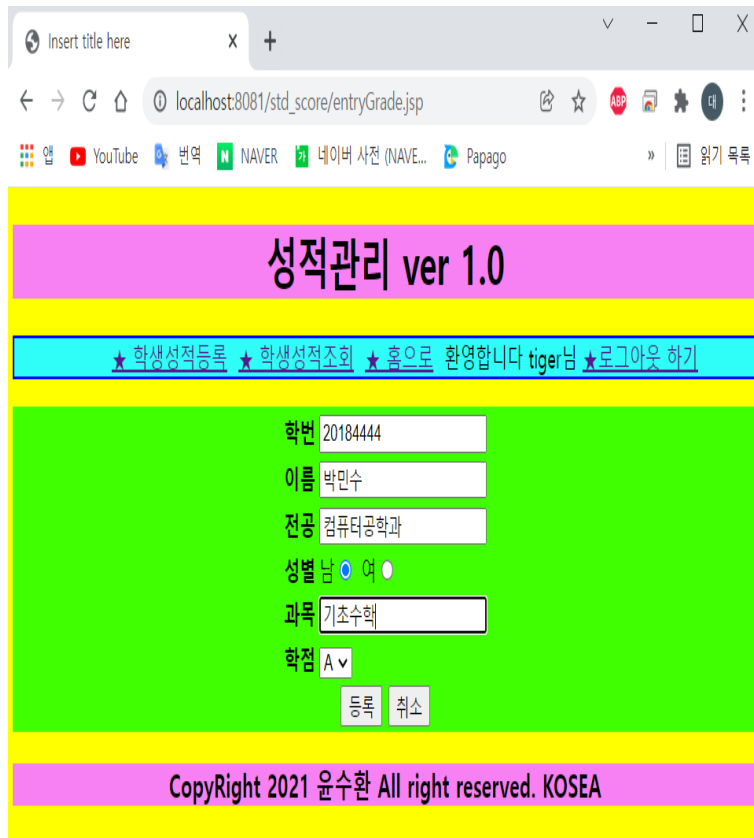 Insert title here
localhost:8081/std_score/entryGrade.jsp
ABP
대
앱 YouTube 번역 NAVER 네이버 사전 (NAVE... Papago » 읽기 목록
성적관리 ver 1.0
★ 학생성적등록 ★ 학생성적조회 ★ 홈으로 환영합니다 tiger님 ★로그아웃 하기
학번 20184444
이름 박민수
전공 컴퓨터공학과
성별 남 여
과목 기초수학
학점 A
등록 취소
CopyRight 2021 윤수환 All right reserved. KOSEA